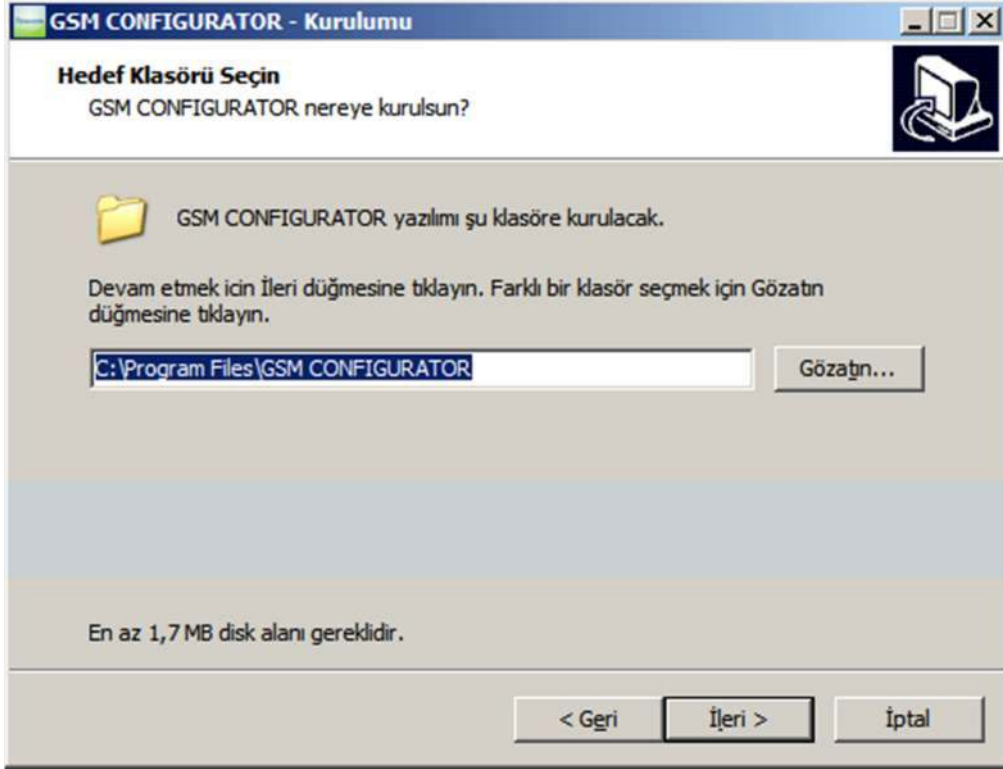 GSM CONFIGURATOR - Kurulumu
Hedef Klasörü Seçin
GSM CONFIGURATOR nereye kurulsun?
GSM CONFIGURATOR yazılımı şu klasöre kurulacak.
Devam etmek icin İleri düğmesine tıklayın. Farklı bir klasör seçmek için Gözatın
düğmesine tıklayın.
C:\Program Files\GSM CONFIGURATOR
Gözatın...
En az 1,7 MB disk alanı gereklidir.
< Geri
İleri >
İptal